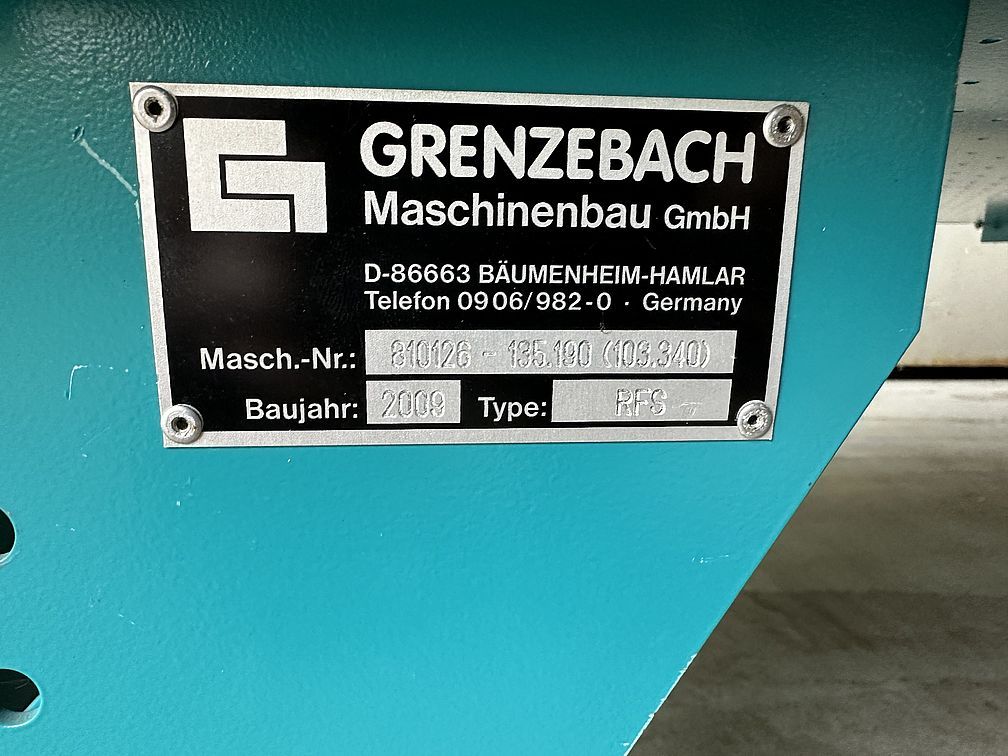 GRENZEBACH
Maschinenbau GmbH
D-86663 BÄUMENHEIM-HAMLAR
Telefon 0906/982-0 · Germany
Masch.-Nr.: 810126 - 135.190 (103.340)
Baujahr: 2009 Type: RFS -